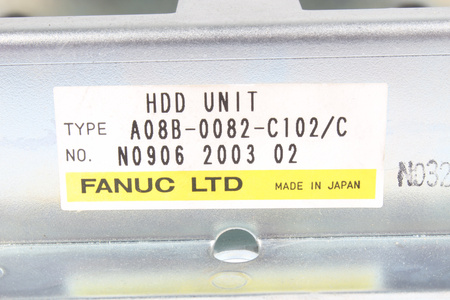 HDD UNIT
TYPE A08B-0082-C102/C
NO. N0906 2003 02
FANUC LTD MADE IN JAPAN